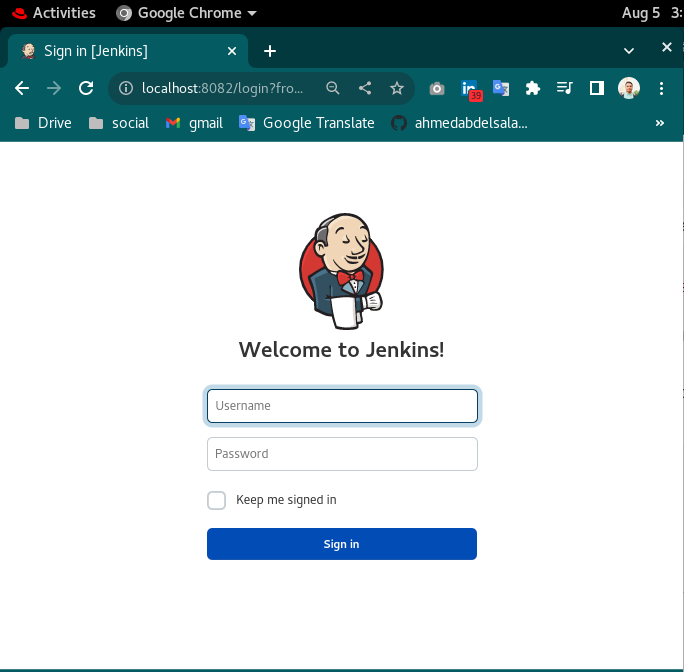 Activities Google Chrome Aug 5 3:
Sign in [Jenkins]
localhost:8082/login?fro...
39
Drive social gmail Google Translate ahmedabdelsala...
Welcome to Jenkins!
Username
Password
Keep me signed in
Sign in